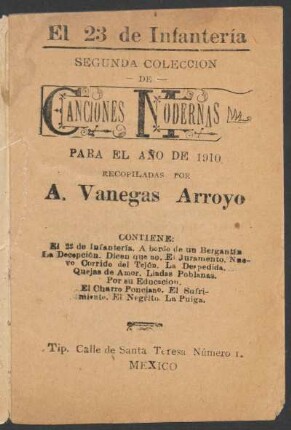 El 23 de Infantería
SEGUNDA COLECCION
— DE —
CANCIONES MODERNAS
PARA EL AÑO DE 1910
RECOPILADAS POR
A. Vanegas Arroyo
CONTIENE:
El 23 de Infantería. A bordo de un Bergantín
La Decepción. Dicen que no. El Juramento. Nue-
vo Corrido del Tejón. La Despedida.
Quejas de Amor. Lindas Poblanas.
Por su Educacion.
El Charro Ponciano. El Sufri-
miento. El Negrito. La Pulga.
Tip. Calle de Santa Teresa Número 1.
MEXICO